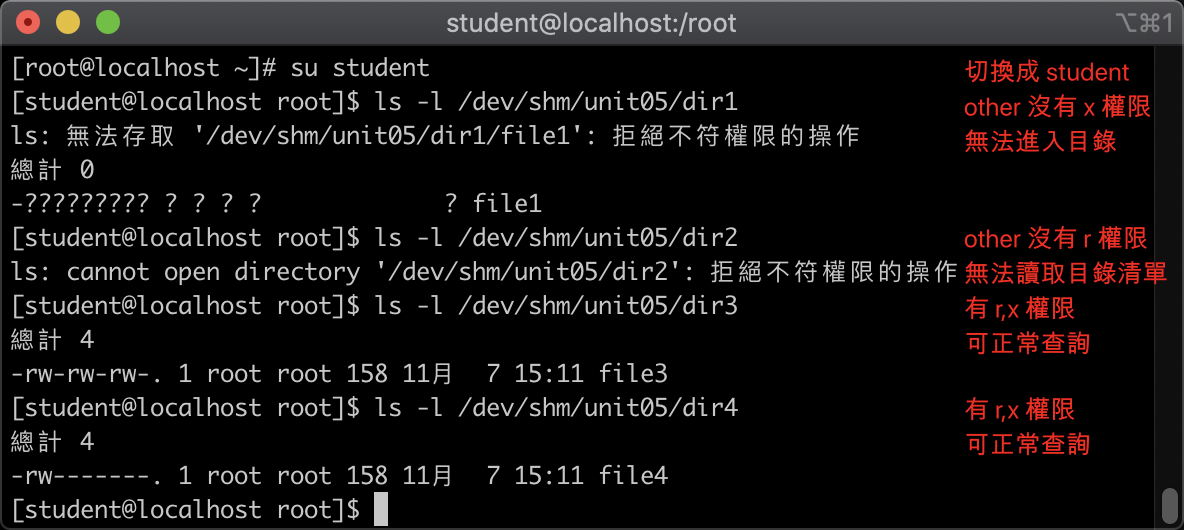 student@localhost:/root
⌥⌘1
[root@localhost ~]# su student
切換成 student
[student@localhost root]$ ls -l /dev/shm/unit05/dir1
other 沒有 x 權限
ls: 無法存取 '/dev/shm/unit05/dir1/file1': 拒絕不符權限的操作
無法進入目錄
總計 0
-????????? ? ? ? ?             ? file1
[student@localhost root]$ ls -l /dev/shm/unit05/dir2
other 沒有 r 權限
ls: cannot open directory '/dev/shm/unit05/dir2': 拒絕不符權限的操作
無法讀取目錄清單
[student@localhost root]$ ls -l /dev/shm/unit05/dir3
有 r,x 權限
總計 4
可正常查詢
-rw-rw-rw-. 1 root root 158 11月  7 15:11 file3
[student@localhost root]$ ls -l /dev/shm/unit05/dir4
有 r,x 權限
總計 4
可正常查詢
-rw-------. 1 root root 158 11月  7 15:11 file4
[student@localhost root]$